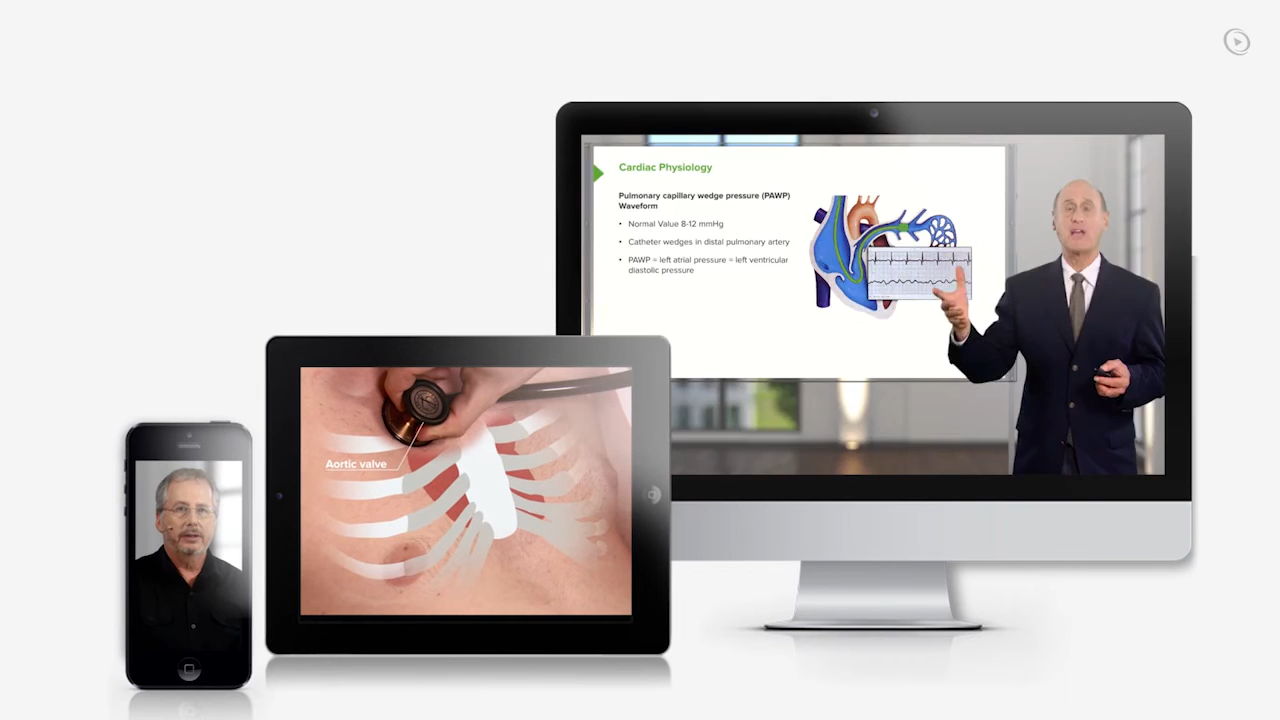 Cardiac Physiology
Pulmonary capillary wedge pressure (PAWP)
Waveform
• Normal Value 8-12 mmHg
• Catheter wedges in distal pulmonary artery
• PAWP = left atrial pressure = left ventricular
diastolic pressure
Aortic valve